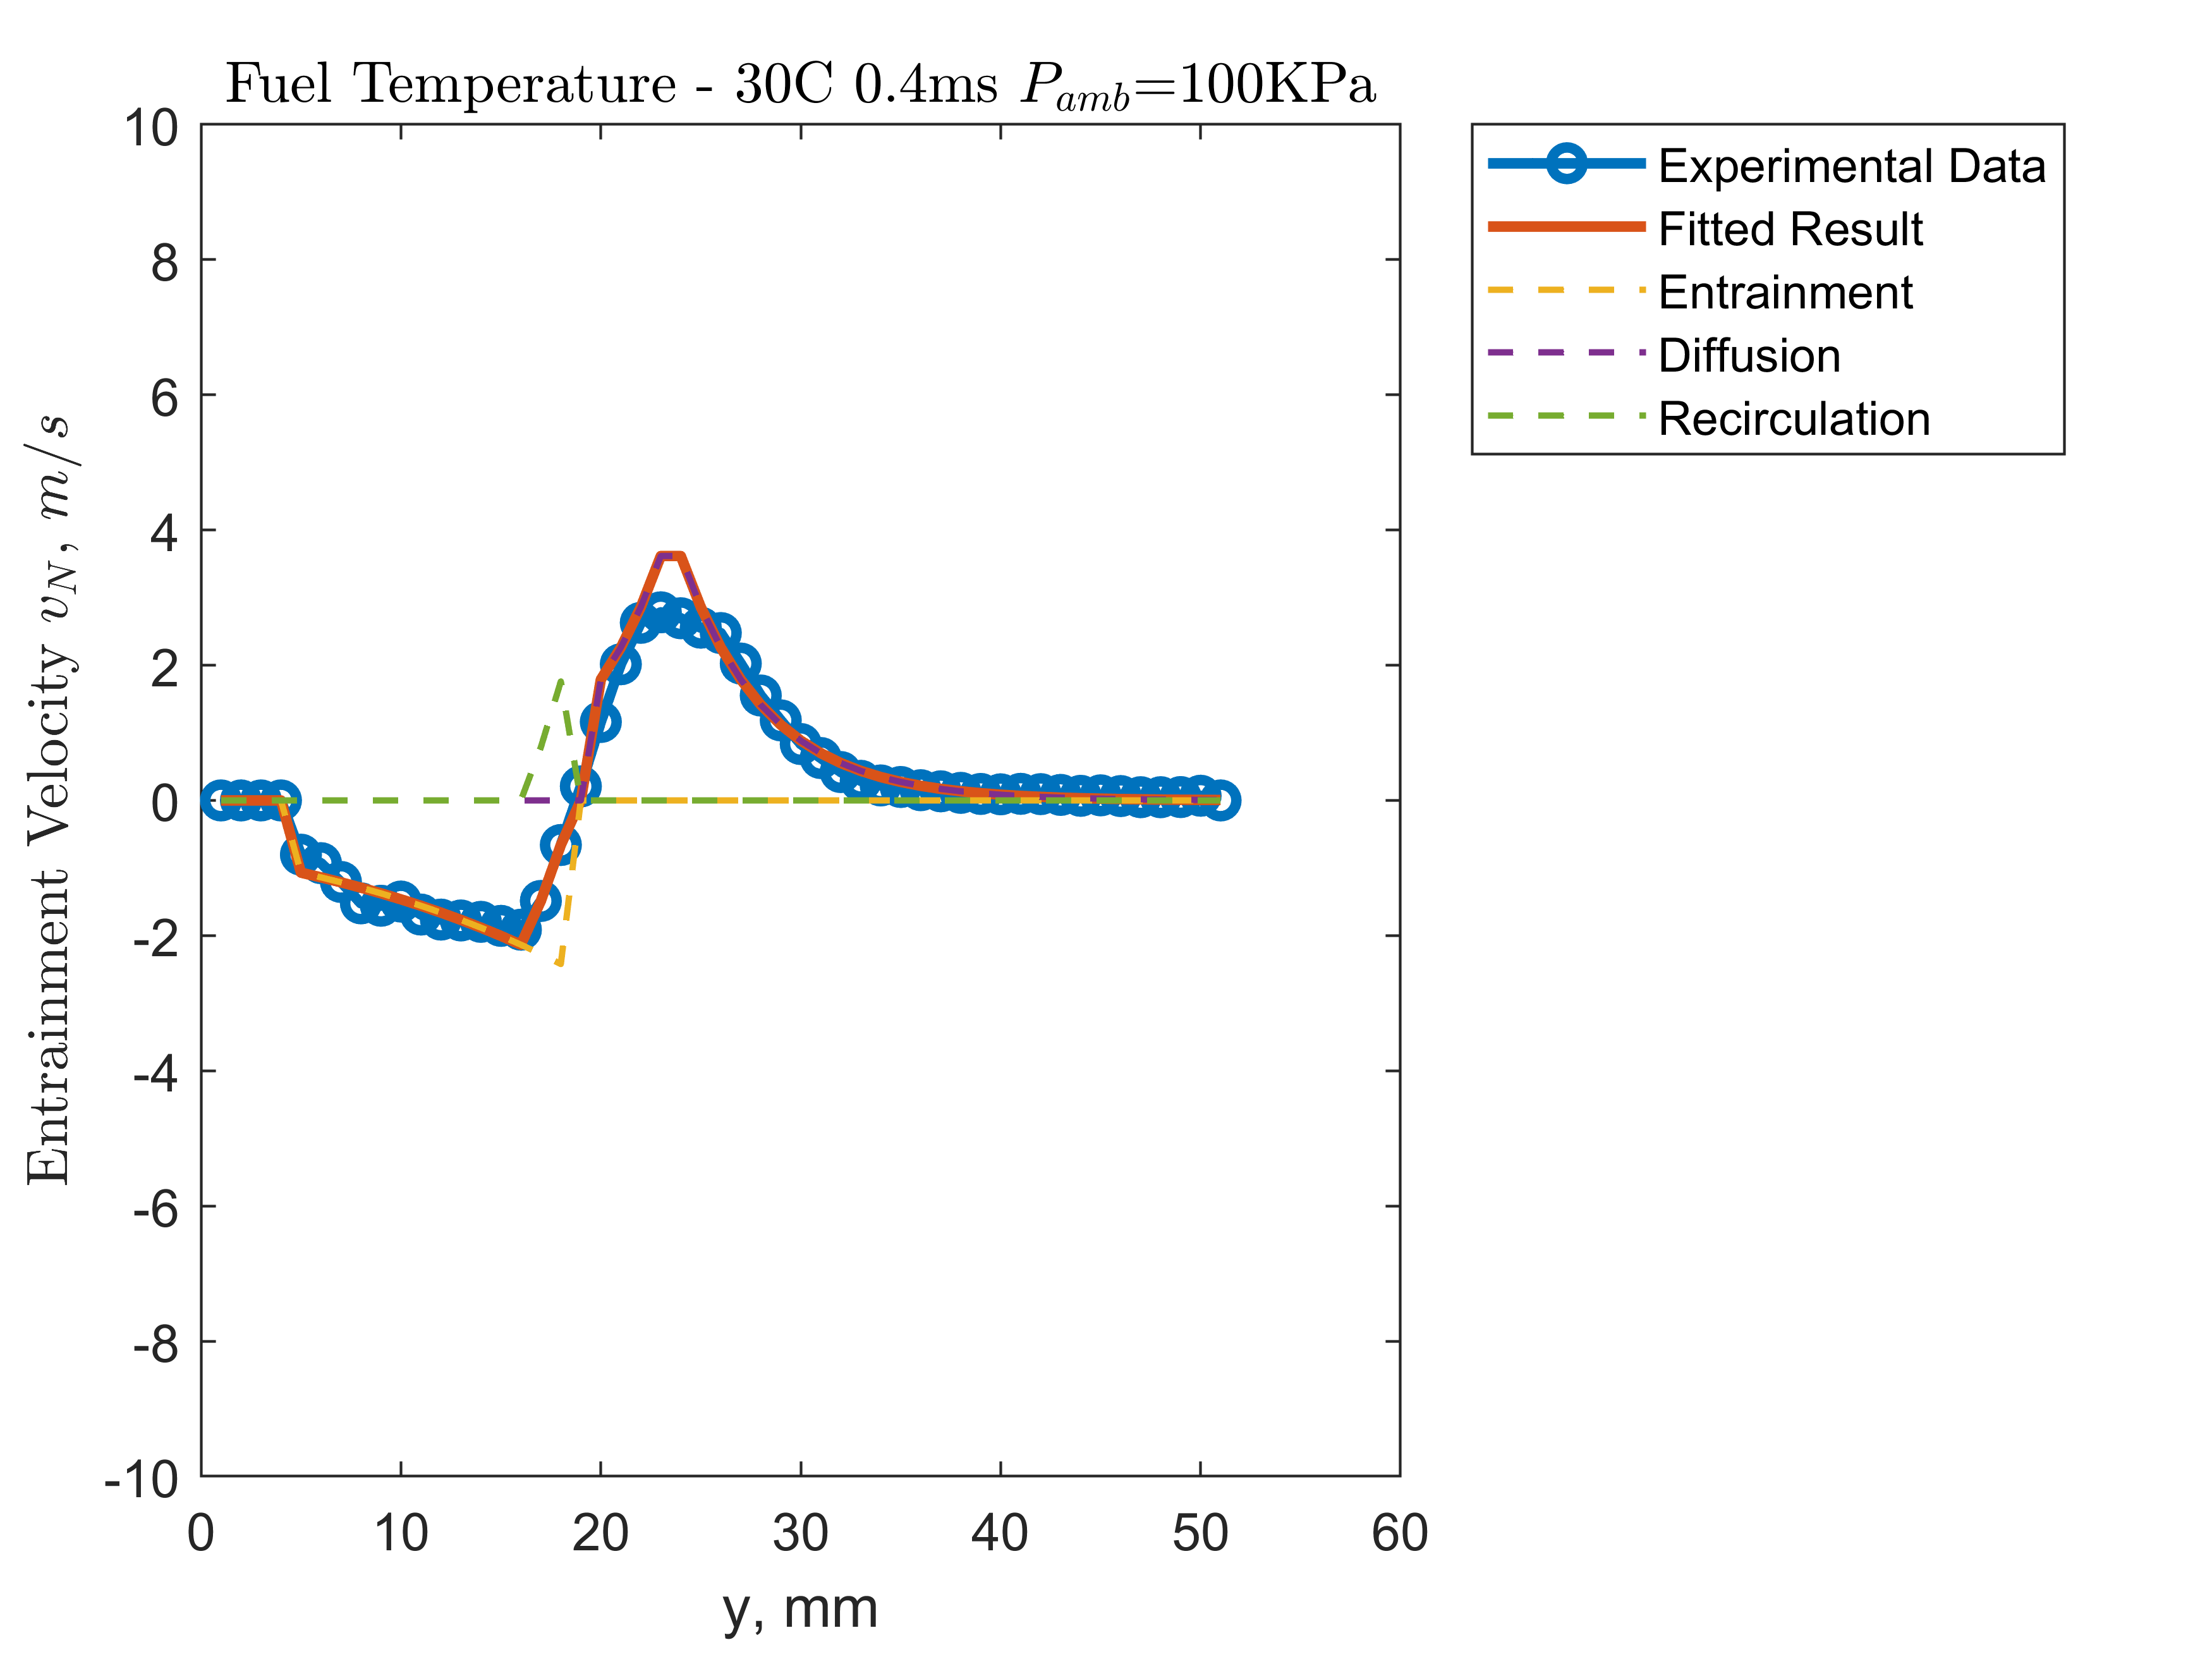 Fuel Temperature - 30C 0.4ms P_amb=100KPa
Entrainment Velocity v_N, m/s
10
8
6
4
2
0
-2
-4
-6
-8
-10
0 10 20 30 40 50 60
y, mm
Experimental Data
Fitted Result
Entrainment
Diffusion
Recirculation